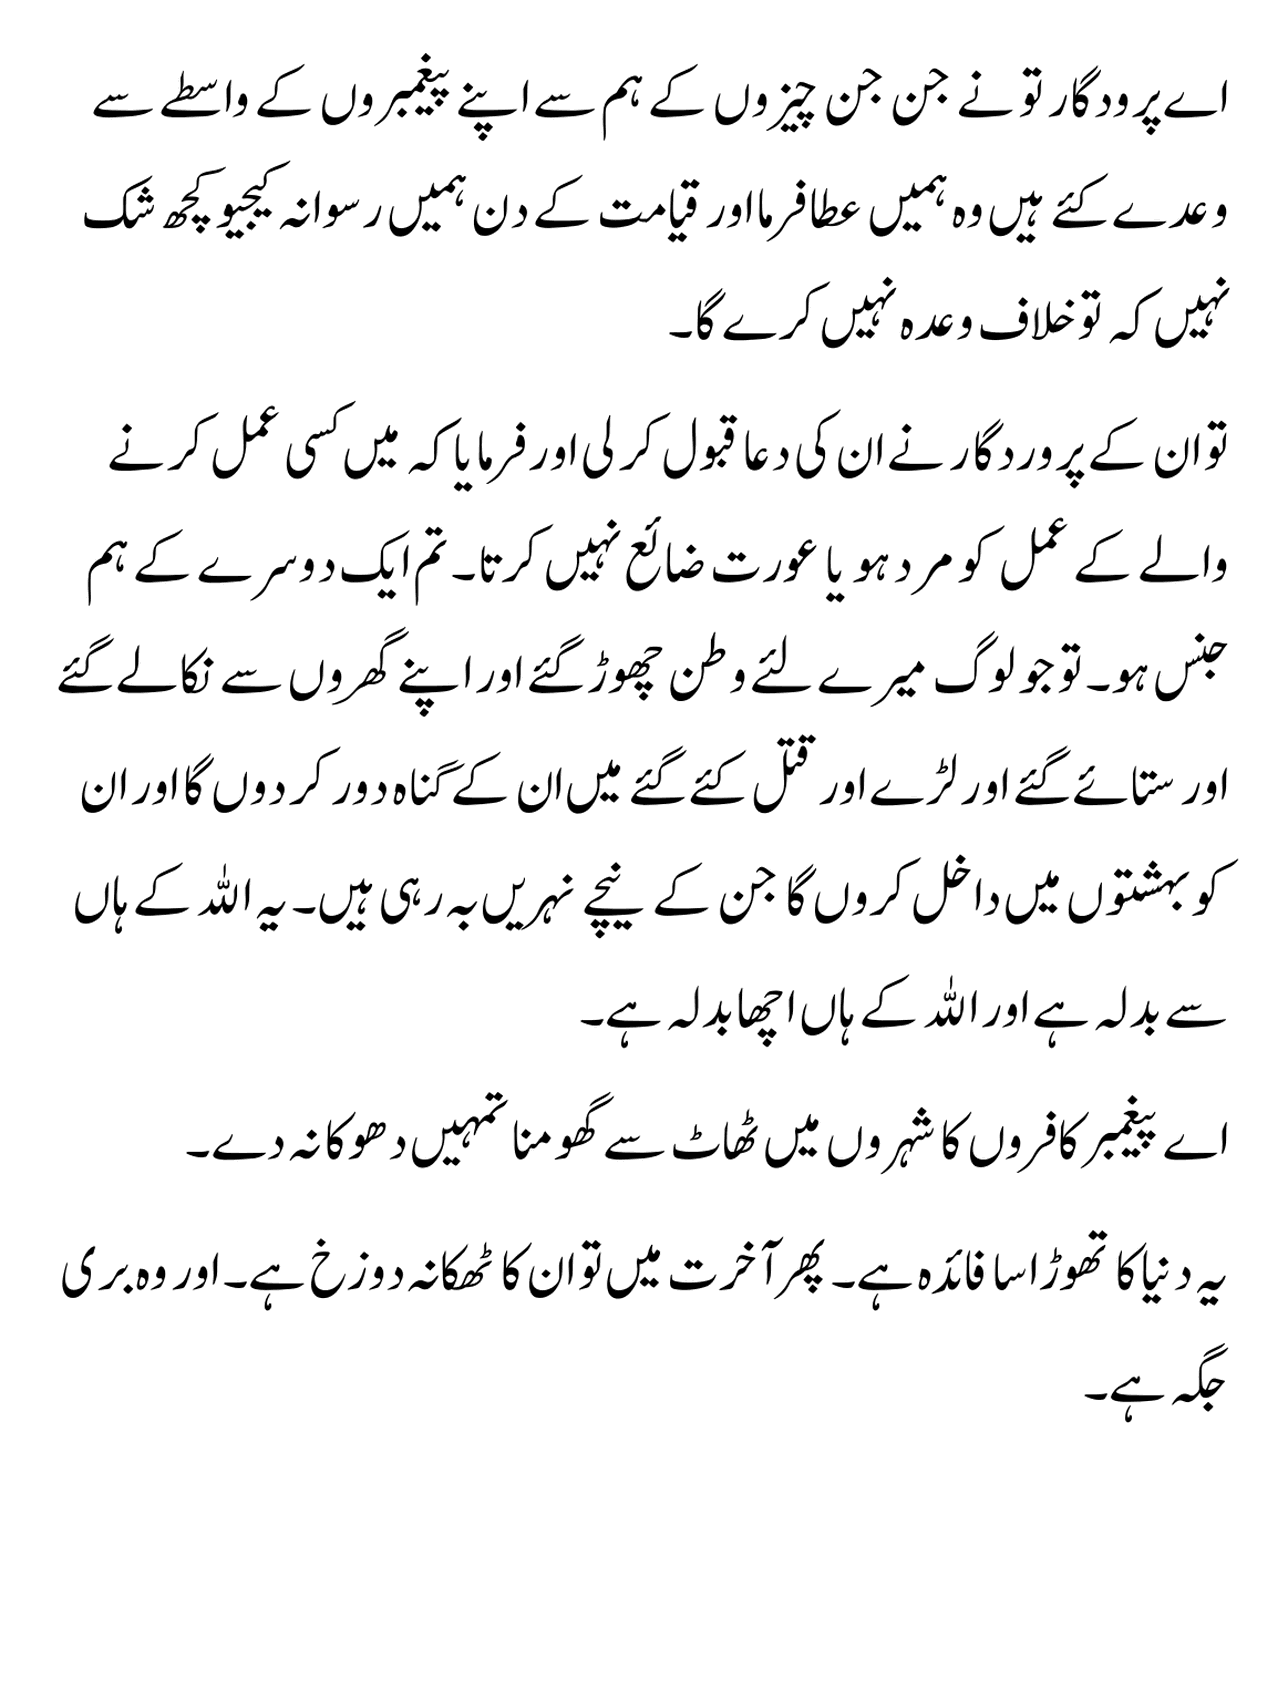 اے پرودگار تو نے جن جن چیزوں کے ہم سے اپنے پیغمبروں کے واسطے سے
وعدے کئے ہیں وہ ہمیں عطا فرما اور قیامت کے دن ہمیں رسوا نہ کیجیو کچھ شک
نہیں کہ تو خلاف وعدہ نہیں کرے گا۔
تو ان کے پروردگار نے ان کی دعا قبول کر لی اور فرمایا کہ میں کسی عمل کرنے
والے کے عمل کو مرد ہو یا عورت ضائع نہیں کرتا۔ تم ایک دوسرے کے ہم
جنس ہو۔ تو جو لوگ میرے لئے وطن چھوڑ گئے اور اپنے گھروں سے نکالے گئے
اور ستائے گئے اور لڑے اور قتل کئے گئے میں ان کے گناہ دور کر دوں گا اور ان
کو بہشتوں میں داخل کروں گا جن کے نیچے نہریں بہ رہی ہیں۔ یہ اللہ کے ہاں
سے بدلہ ہے اور اللہ کے ہاں اچھا بدلہ ہے۔
اے پیغمبر کافروں کا شہروں میں ٹھاٹ سے گھومنا تمہیں دھوکا نہ دے۔
یہ دنیا کا تھوڑا سا فائدہ ہے۔ پھر آخرت میں تو ان کا ٹھکانہ دوزخ ہے۔ اور وہ بری
جگہ ہے۔